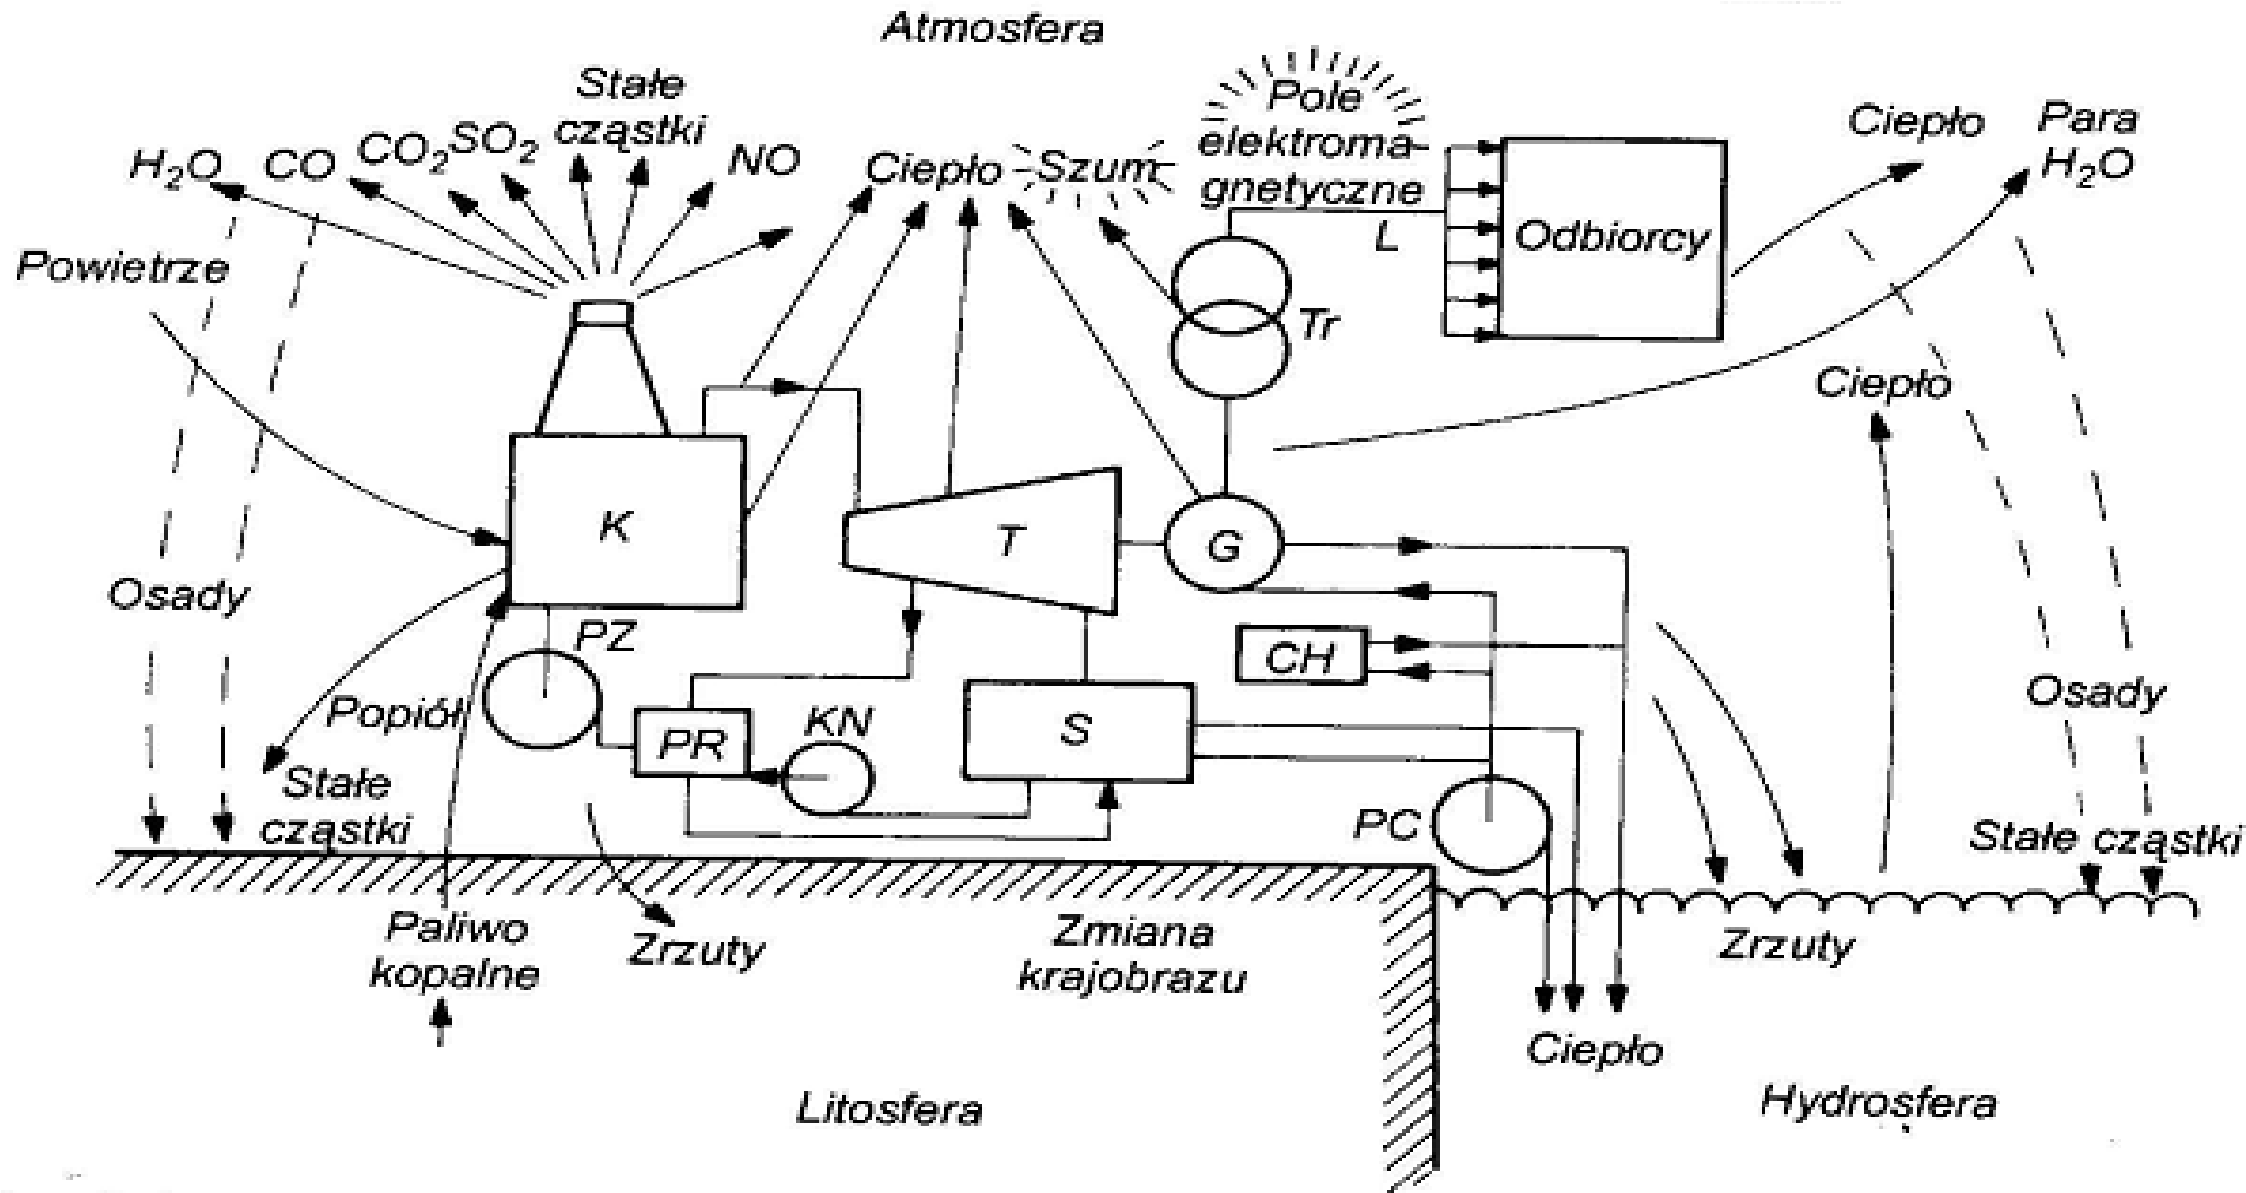 Atmosfera
Stałe
cząstki
H₂O
CO
CO₂
SO₂
NO
Ciepło
Szum
Pole
elektroma-
gnetyczne
L
Odbiorcy
Ciepło
Para
H₂O
Powietrze
Tr
Ciepło
K
T
G
Osady
PZ
CH
Popiół
PR
KN
S
Osady
Stałe
cząstki
PC
Stałe cząstki
Paliwo
kopalne
Zrzuty
Zmiana
krajobrazu
Zrzuty
Ciepło
Litosfera
Hydrosfera